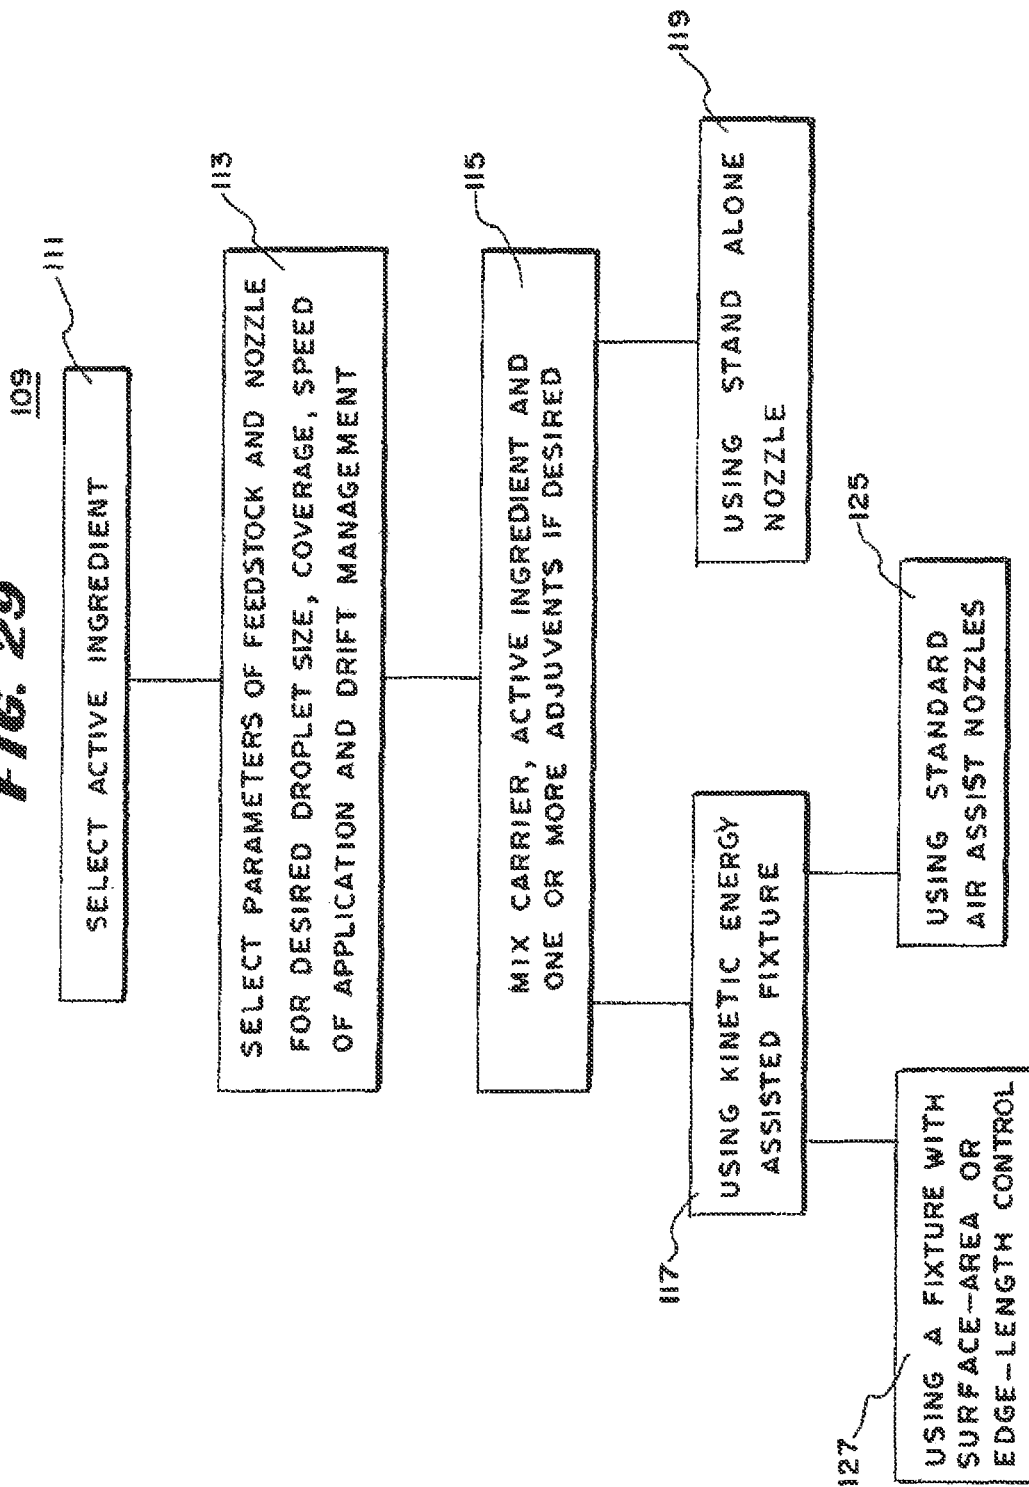 FIG. 29
109
111
SELECT ACTIVE INGREDIENT
113
SELECT PARAMETERS OF FEEDSTOCK AND NOZZLE
FOR DESIRED DROPLET SIZE, COVERAGE, SPEED
OF APPLICATION AND DRIFT MANAGEMENT
115
MIX CARRIER, ACTIVE INGREDIENT AND
ONE OR MORE ADJUVENTS IF DESIRED
117
USING KINETIC ENERGY
ASSISTED FIXTURE
119
USING STAND ALONE
NOZZLE
127
USING A FIXTURE WITH
SURFACE-AREA OR
EDGE-LENGTH CONTROL
125
USING STANDARD
AIR ASSIST NOZZLES